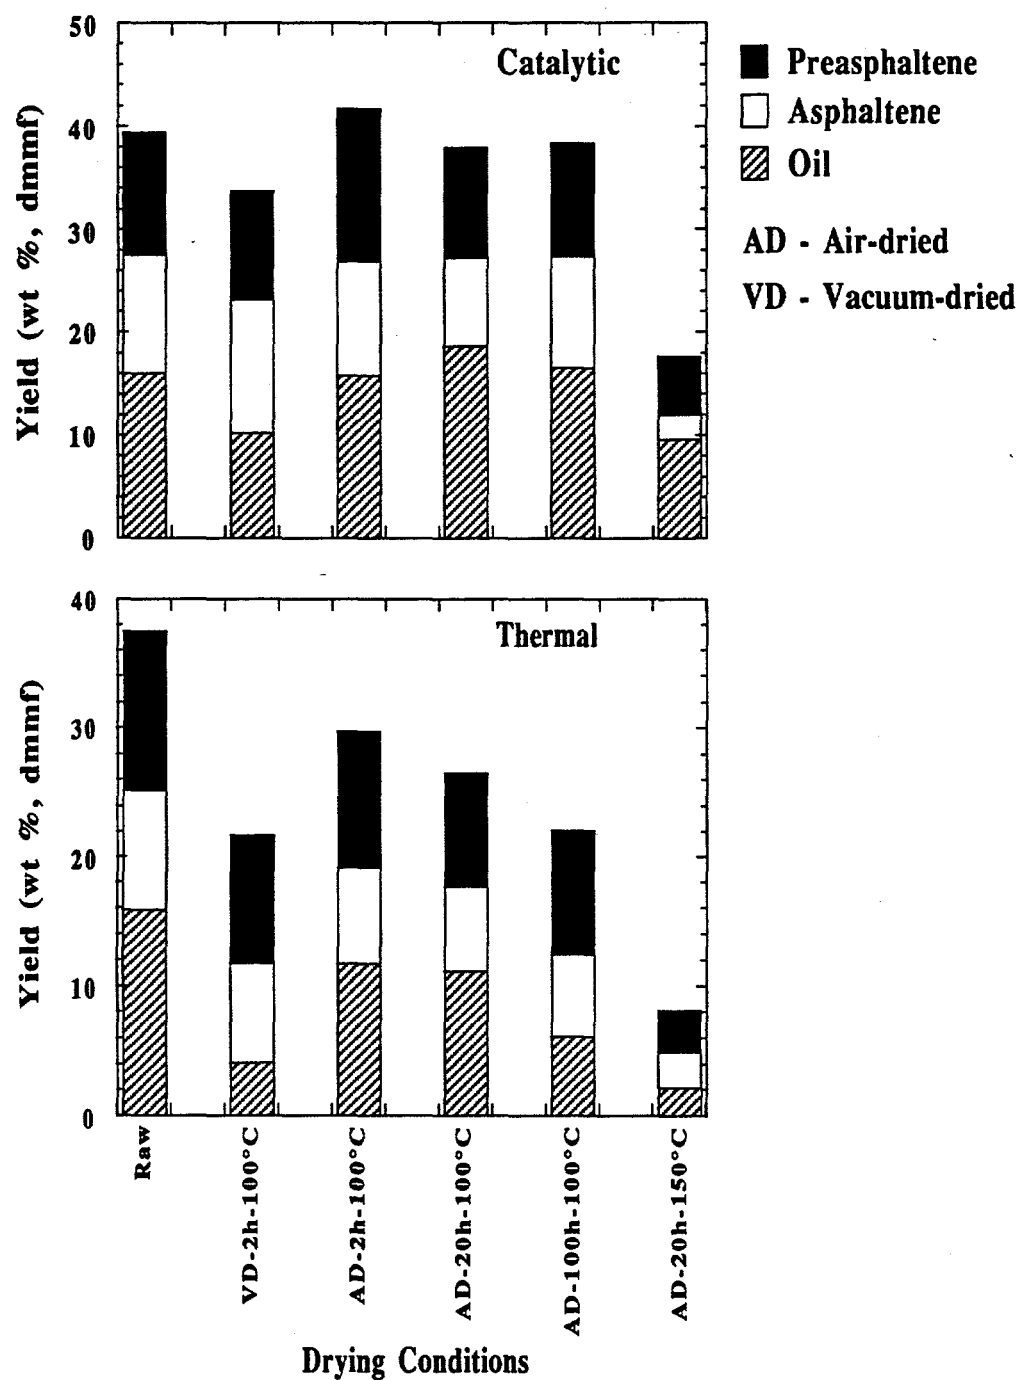 50
40
30
20
10
0
Yield (wt %, dmmf)
Catalytic
Preasphaltene
Asphaltene
Oil
AD - Air-dried
VD - Vacuum-dried
40
30
20
10
0
Yield (wt %, dmmf)
Thermal
Raw
VD-2h-100°C
AD-2h-100°C
AD-20h-100°C
AD-100h-100°C
AD-20h-150°C
Drying Conditions